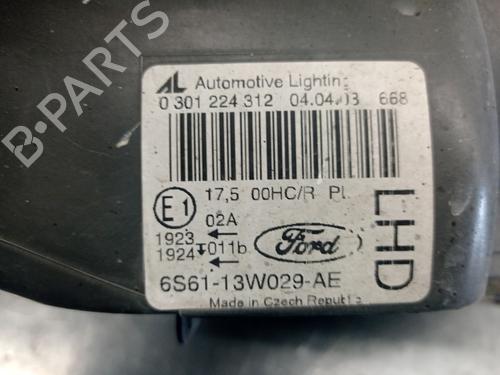 B-PARTS
AL Automotive Lighting
0 301 224 312 04.04.03 668
E1 17,5 00HC/R PL
02A
1923
1924 011b Ford
6S61-13W029-AE
Made in Czech Republic
LHD